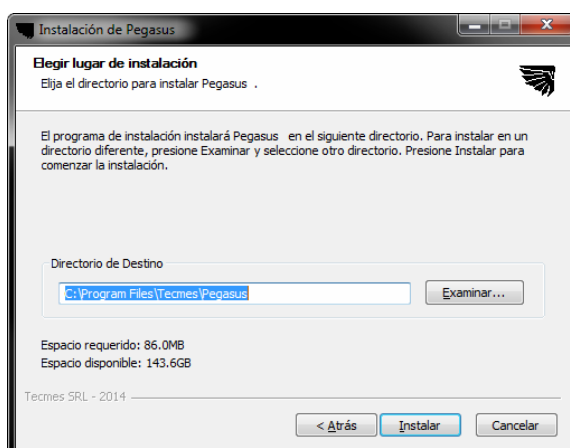 Instalación de Pegasus
Elegir lugar de instalación
Elija el directorio para instalar Pegasus .
El programa de instalación instalará Pegasus en el siguiente directorio. Para instalar en un
directorio diferente, presione Examinar y seleccione otro directorio. Presione Instalar para
comenzar la instalación.
Directorio de Destino
C:\Program Files\Tecmes\Pegasus
Examinar...
Espacio requerido: 86.0MB
Espacio disponible: 143.6GB
Tecmes SRL - 2014
< Atrás Instalar Cancelar